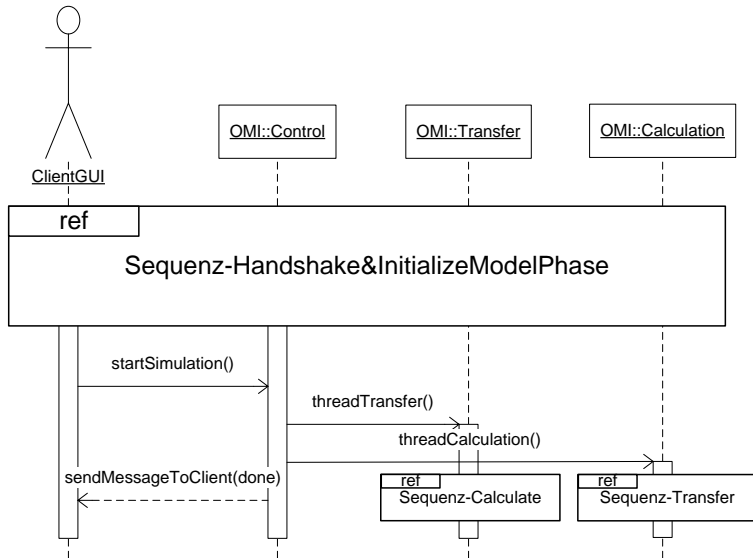 OMI::Control
OMI::Transfer
OMI::Calculation
ClientGUI
ref
Sequenz-Handshake&InitializeModelPhase
startSimulation()
threadTransfer()
threadCalculation()
sendMessageToClient(done)
ref
Sequenz-Calculate
ref
Sequenz-Transfer